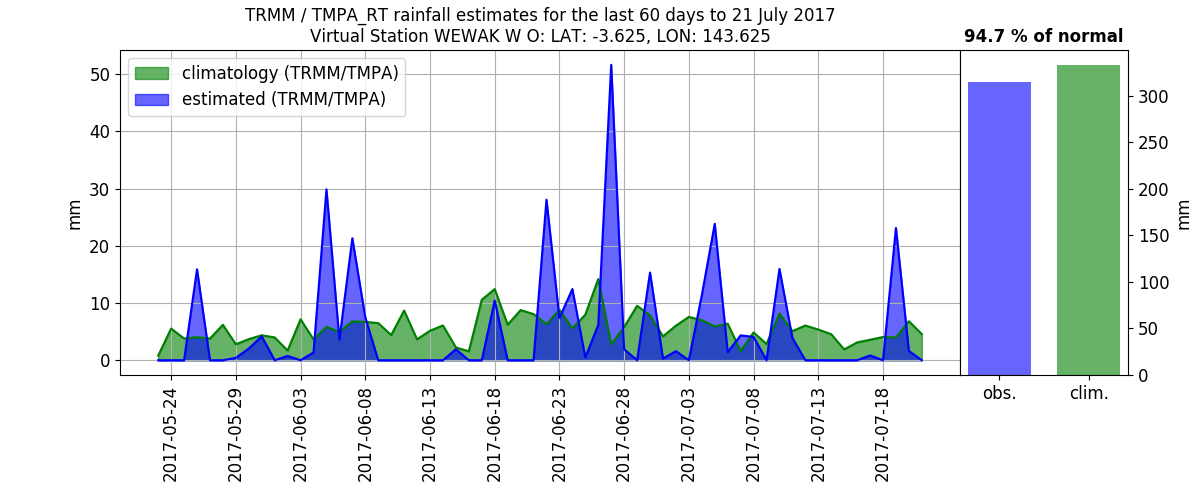 TRMM / TMPA_RT rainfall estimates for the last 60 days to 21 July 2017
Virtual Station WEWAK W O: LAT: -3.625, LON: 143.625
94.7 % of normal
climatology (TRMM/TMPA)
estimated (TRMM/TMPA)
mm
50
40
30
20
10
0
2017-05-24
2017-05-29
2017-06-03
2017-06-08
2017-06-13
2017-06-18
2017-06-23
2017-06-28
2017-07-03
2017-07-08
2017-07-13
2017-07-18
300
250
200
150
100
50
0
mm
obs.
clim.